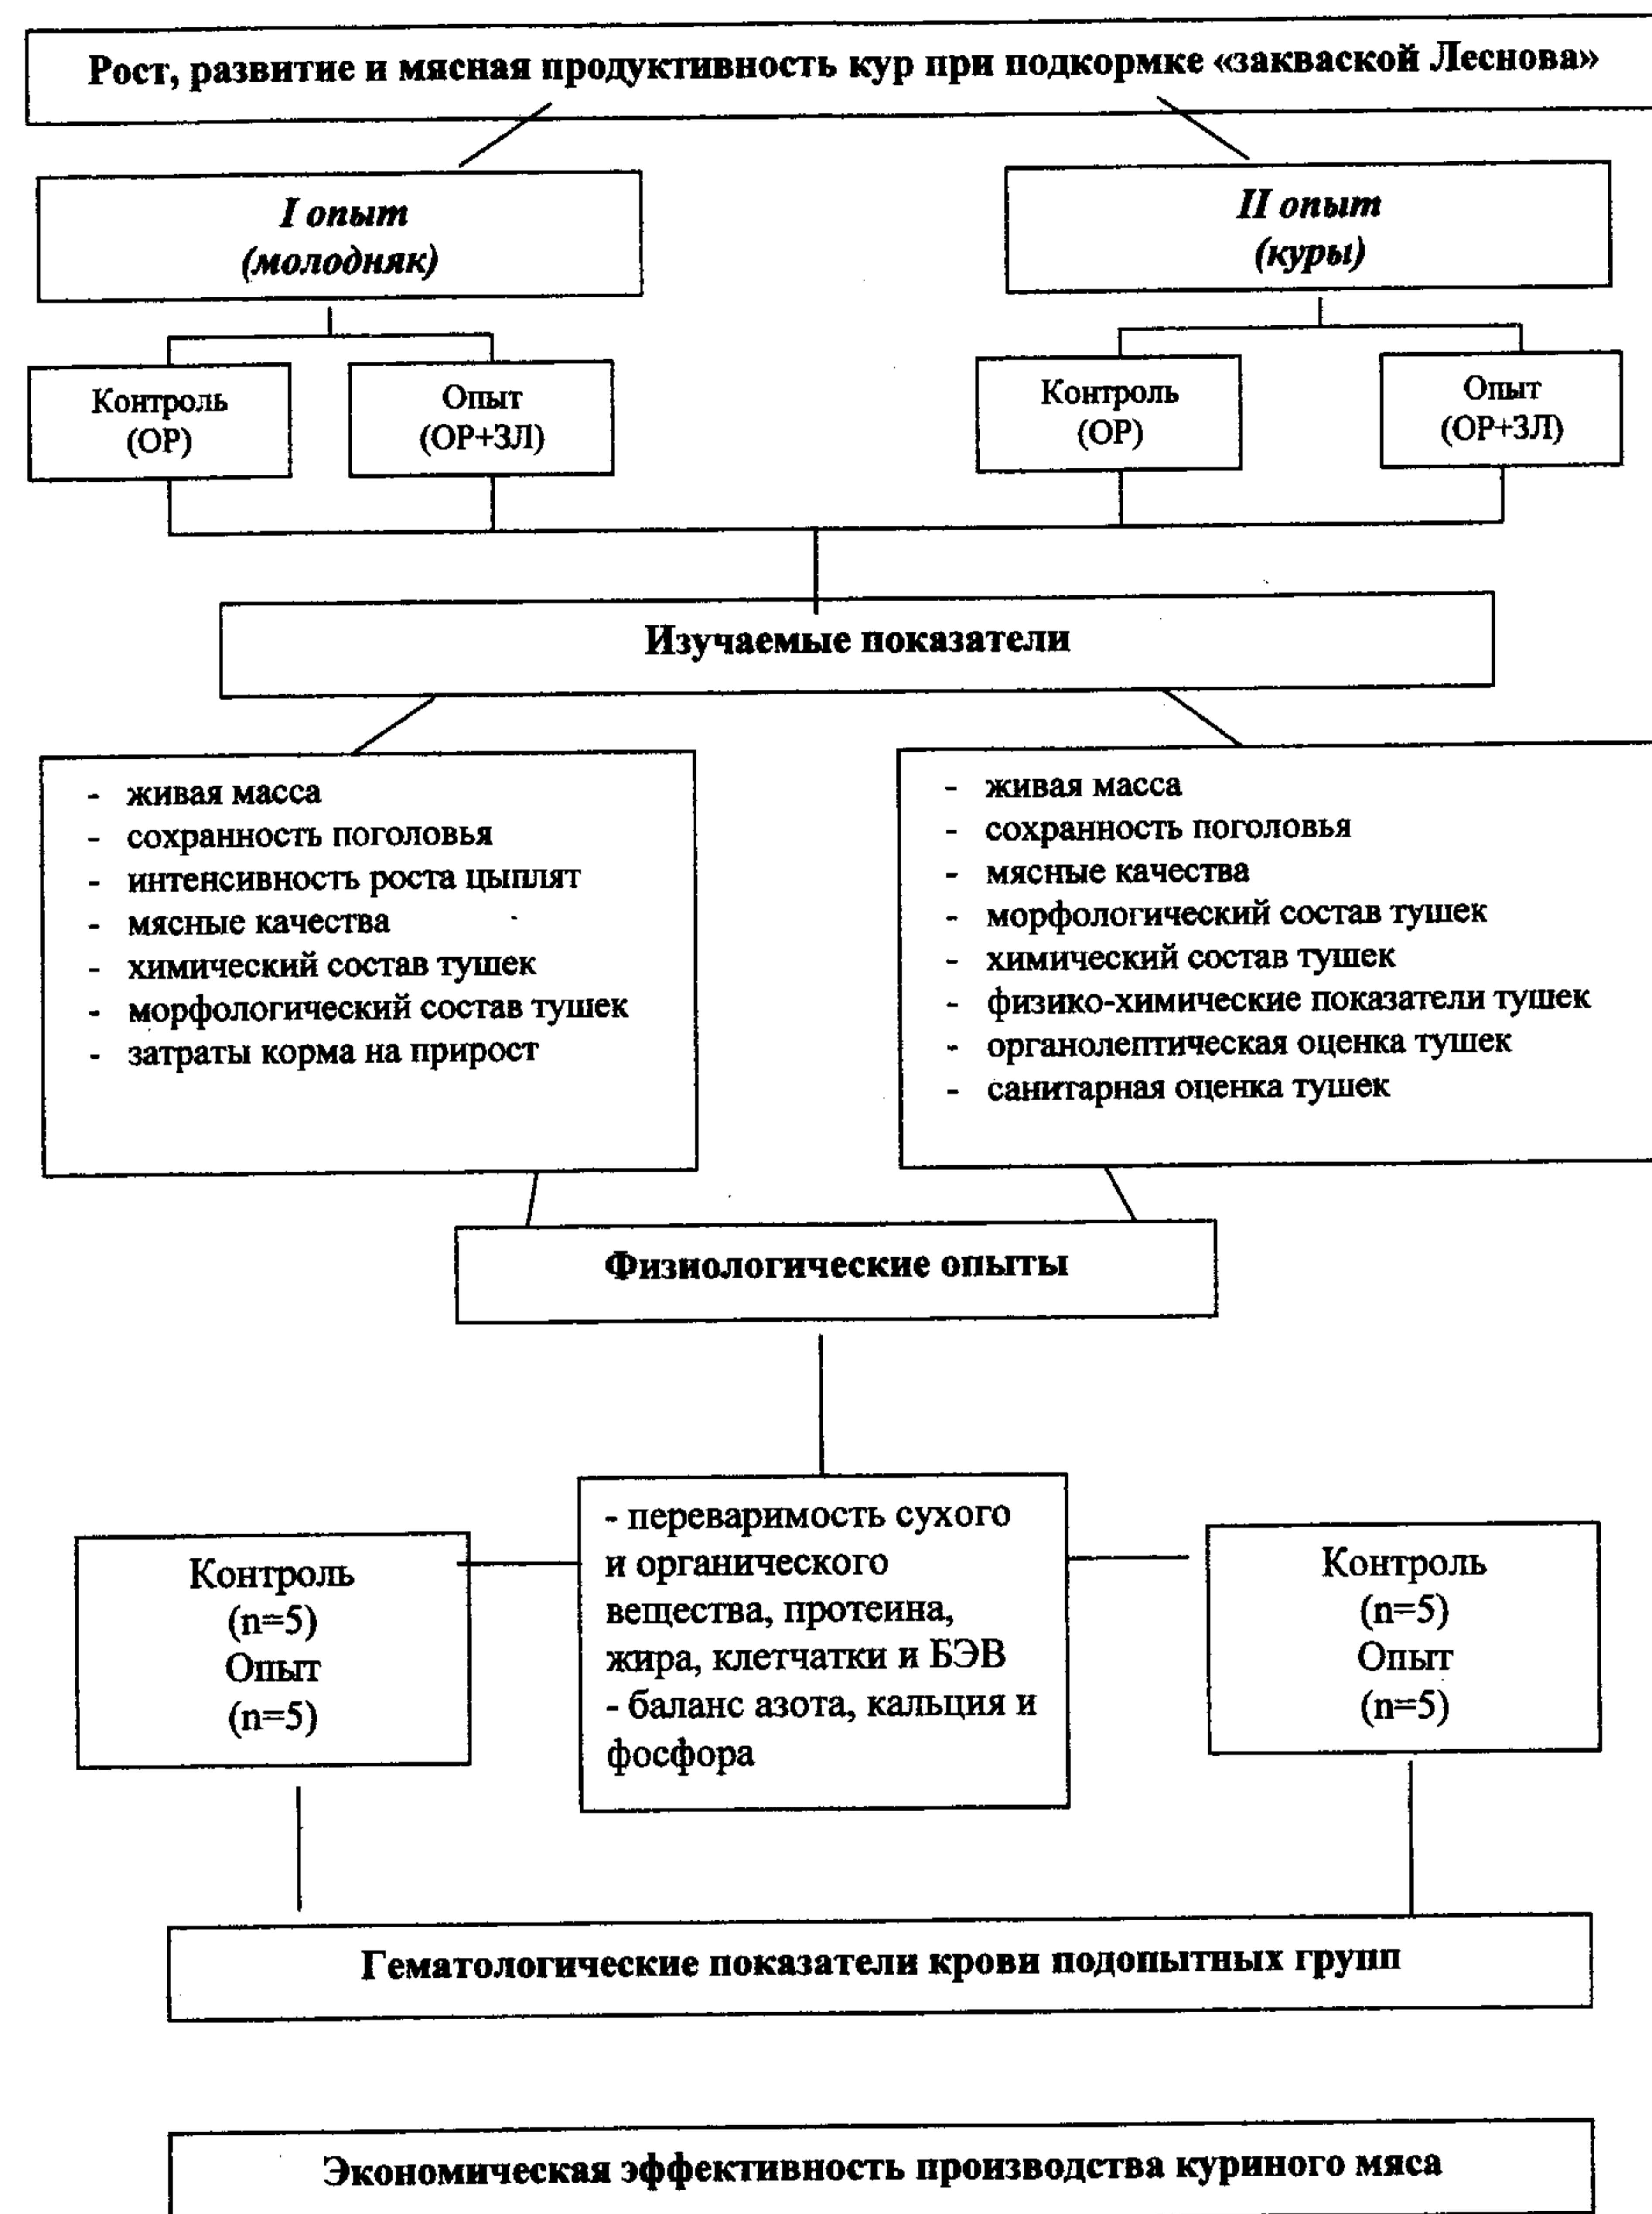 Рост, развитие и мясная продуктивность кур при подкормке «закваской Леснова»
I опыт
(молодняк)
II опыт
(куры)
Контроль
(ОР)
Опыт
(ОР+ЗЛ)
Контроль
(ОР)
Опыт
(ОР+ЗЛ)
Изучаемые показатели
- живая масса
- сохранность поголовья
- интенсивность роста цыплят
- мясные качества
- химический состав тушек
- морфологический состав тушек
- затраты корма на прирост
- живая масса
- сохранность поголовья
- мясные качества
- морфологический состав тушек
- химический состав тушек
- физико-химические показатели тушек
- органолептическая оценка тушек
- санитарная оценка тушек
Физиологические опыты
Контроль
(n=5)
Опыт
(n=5)
- переваримость сухого
и органического
вещества, протеина,
жира, клетчатки и БЭВ
- баланс азота, кальция и
фосфора
Контроль
(n=5)
Опыт
(n=5)
Гематологические показатели крови подопытных групп
Экономическая эффективность производства куриного мяса